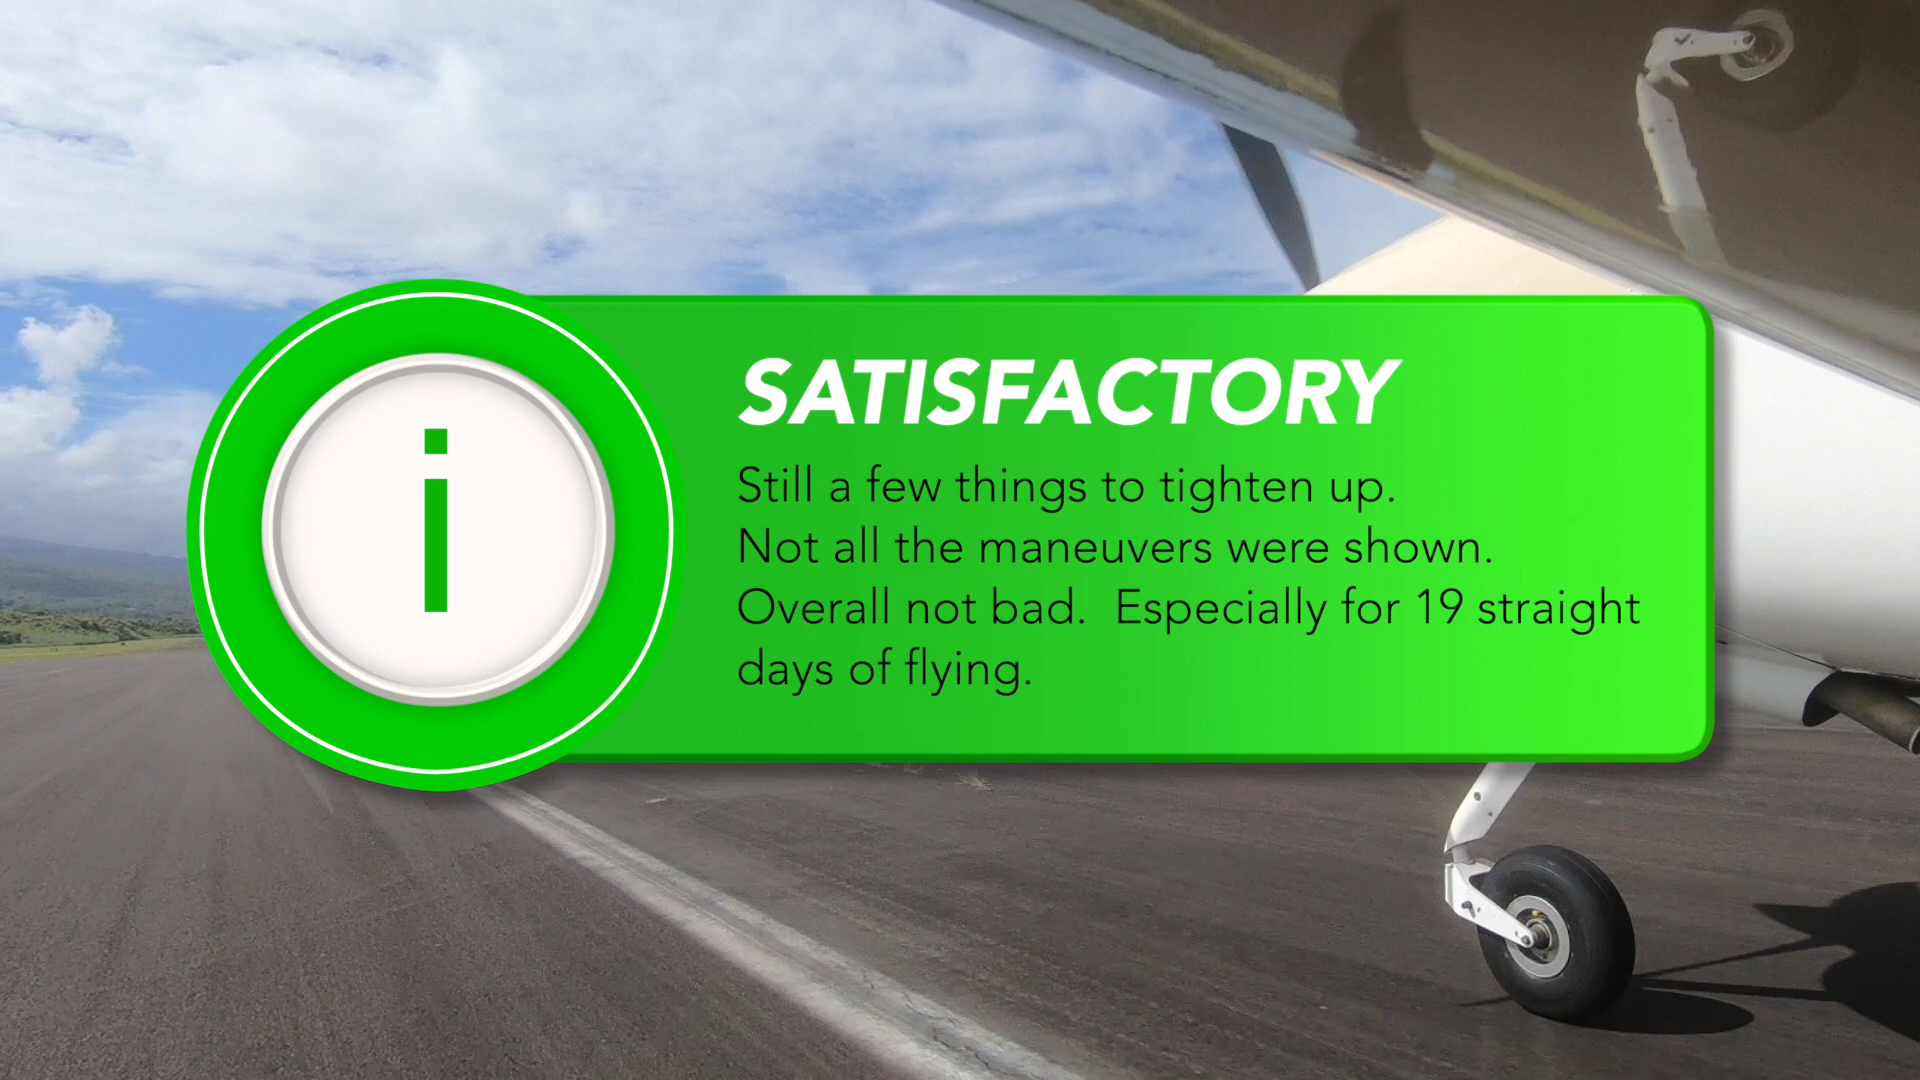 i
SATISFACTORY
Still a few things to tighten up.
Not all the maneuvers were shown.
Overall not bad.  Especially for 19 straight
days of flying.